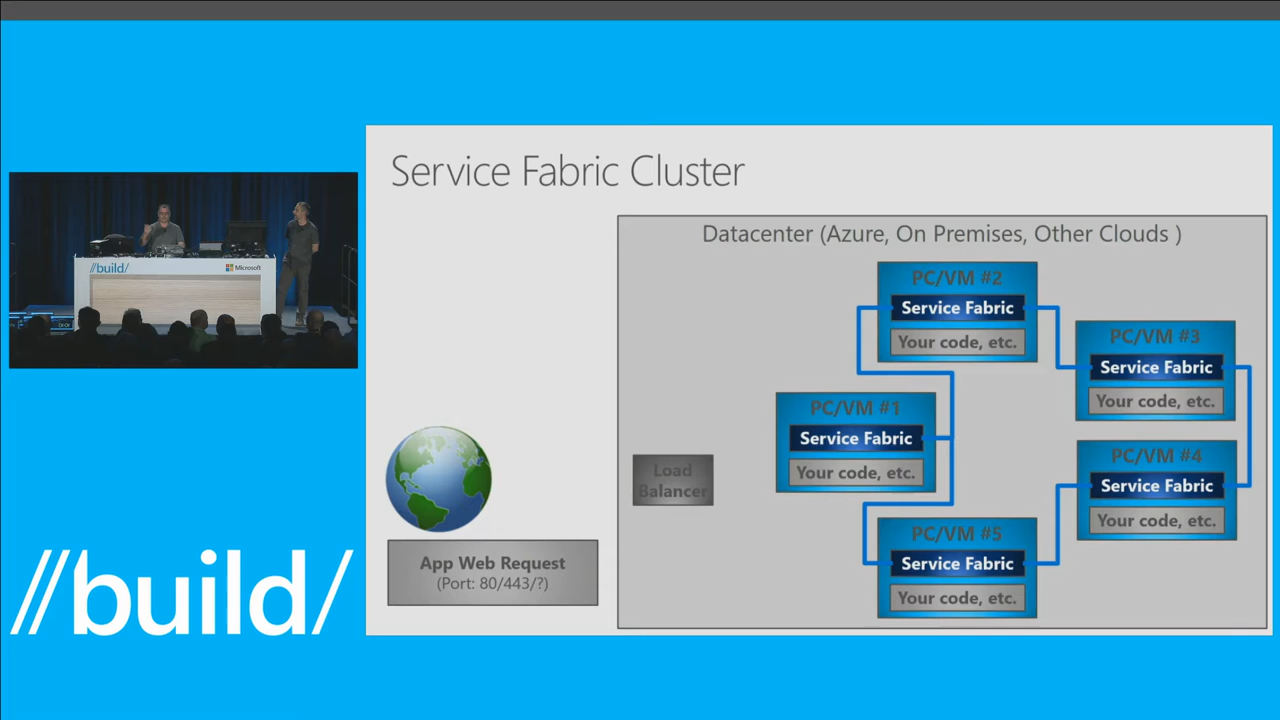 Service Fabric Cluster
Datacenter (Azure, On Premises, Other Clouds )
PC/VM #2
Service Fabric
Your code, etc.
PC/VM #3
Service Fabric
Your code, etc.
PC/VM #1
Service Fabric
Your code, etc.
PC/VM #4
Service Fabric
Your code, etc.
Load
Balancer
PC/VM #5
Service Fabric
Your code, etc.
App Web Request
(Port: 80/443/?)
//build/
Microsoft
//build/